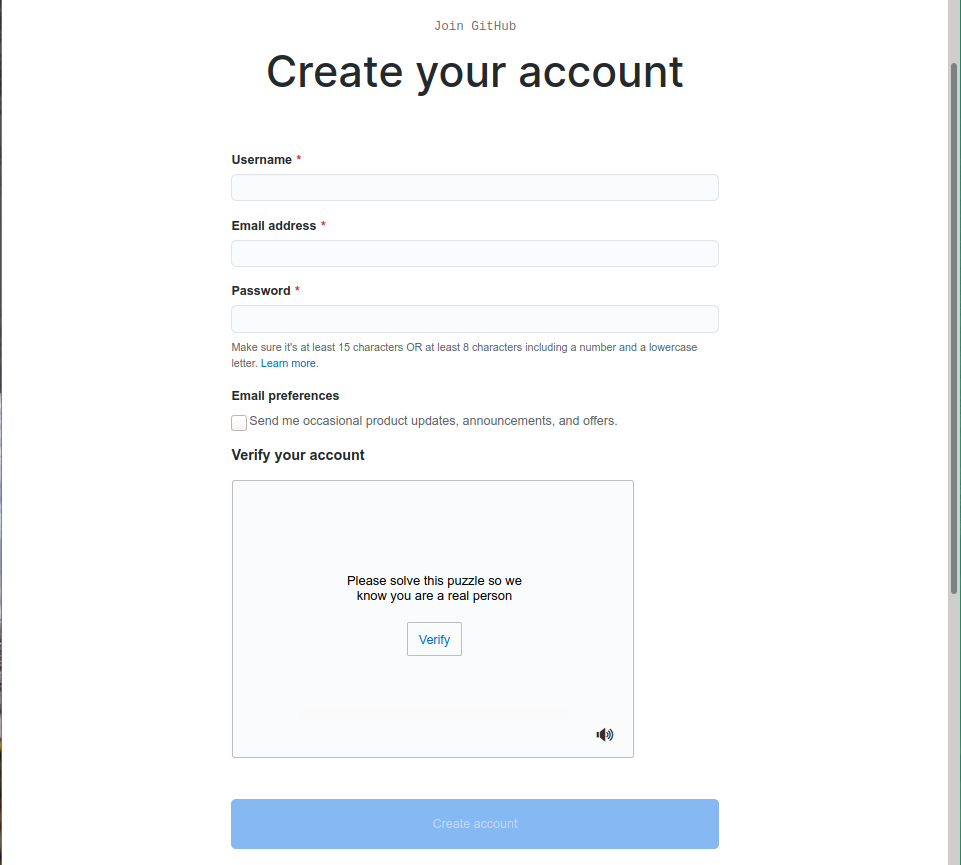 Join GitHub
Create your account
Username *
Email address *
Password *
Make sure it's at least 15 characters OR at least 8 characters including a number and a lowercase
letter. Learn more.
Email preferences
Send me occasional product updates, announcements, and offers.
Verify your account
Please solve this puzzle so we
know you are a real person
Verify
Create account